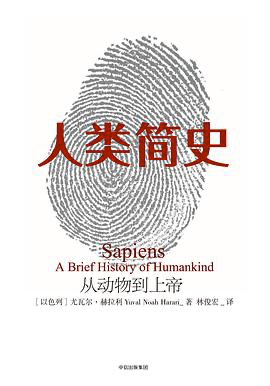 人类简史
Sapiens
A Brief History of Humankind
从动物到上帝
[以色列] 尤瓦尔·赫拉利 Yuval Noah Harari_著 林俊宏_译
中信出版集团